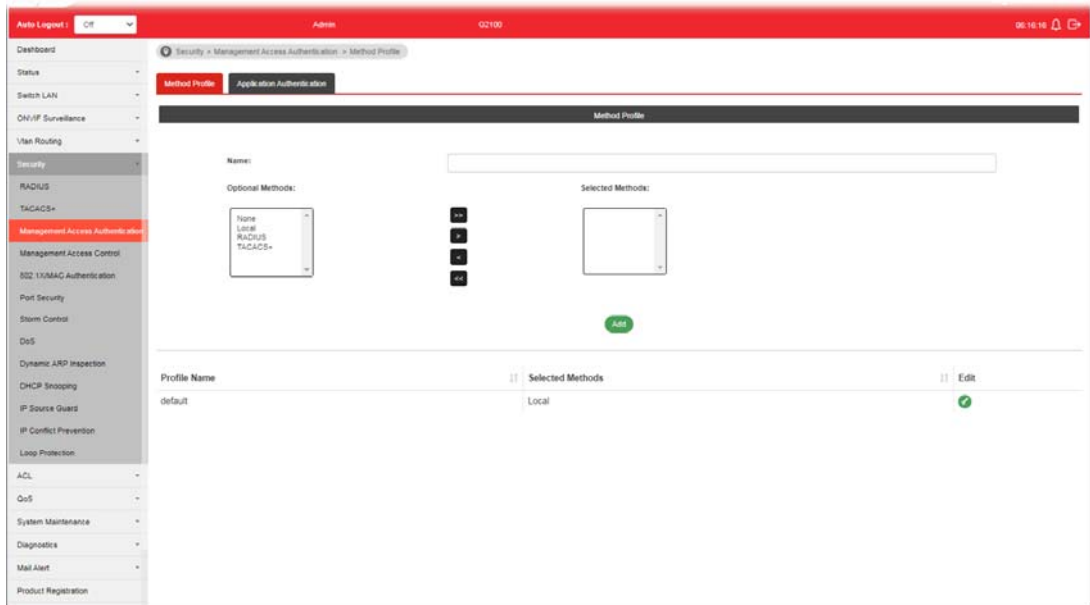 Auto Logout : Off Admin G2100 00:16:16
Dashboard
Status
Switch LAN
ONVIF Surveillance
Vlan Routing
Security
RADIUS
TACACS+
Management Access Authentication
Management Access Control
802.1X/MAC Authentication
Port Security
Storm Control
DoS
Dynamic ARP Inspection
DHCP Snooping
IP Source Guard
IP Conflict Prevention
Loop Protection
ACL
QoS
System Maintenance
Diagnostics
Mail Alert
Product Registration
Security > Management Access Authentication > Method Profile
Method Profile Application Authentication
Method Profile
Name:
Optional Methods: Selected Methods:
None
Local
RADIUS
TACACS+
>>
>
<
<<
Add
Profile Name Selected Methods Edit
default Local